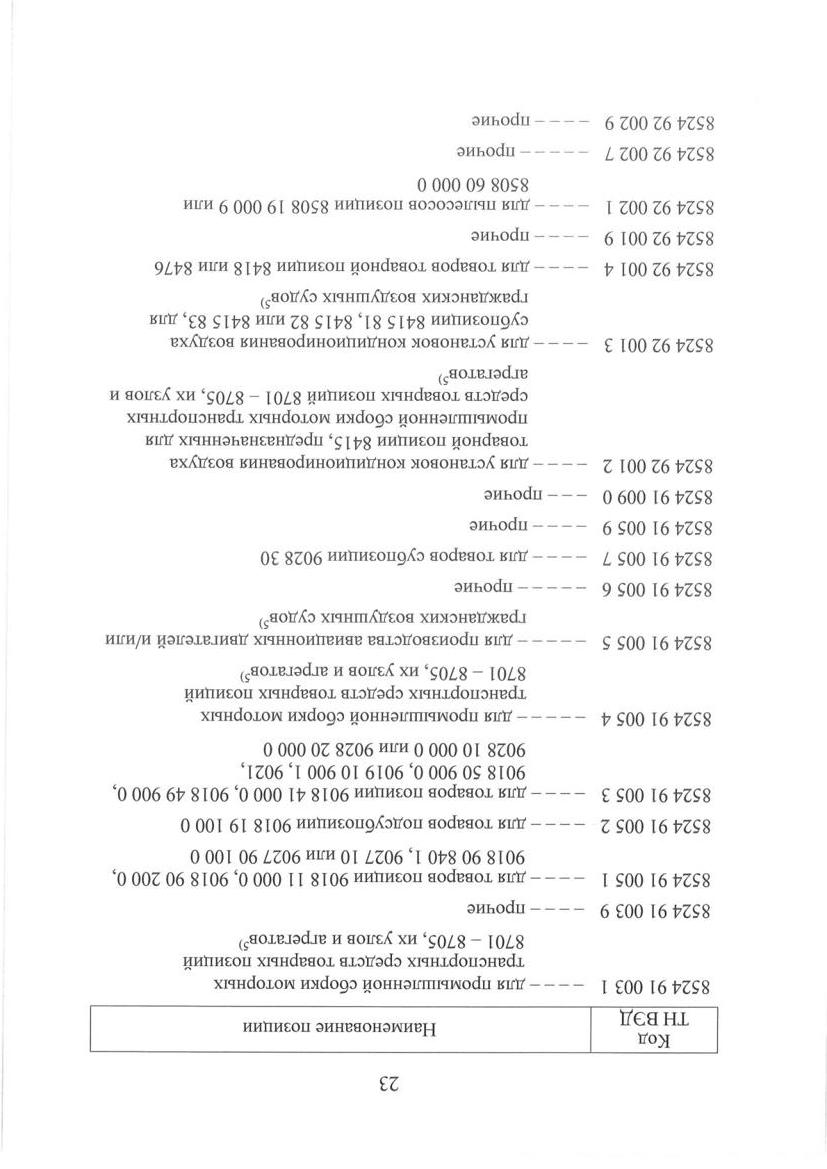 23
Код
ТН ВЭД
Наименование позиции
8524 91 003 1 – – – – для промышленной сборки моторных
транспортных средств товарных позиций
8701 – 8705, их узлов и агрегатов⁵⁾
8524 91 003 9 – – – – прочие
8524 91 005 1 – – – – для товаров позиции 9018 11 000 0, 9018 90 200 0,
9018 90 840 1, 9027 10 или 9027 90 100 0
8524 91 005 2 – – – – для товаров подсубпозиции 9018 19 100 0
8524 91 005 3 – – – – для товаров позиции 9018 41 000 0, 9018 49 900 0,
9018 50 900 0, 9019 10 900 1, 9021,
9028 10 000 0 или 9028 20 000 0
8524 91 005 4 – – – – – для промышленной сборки моторных
транспортных средств товарных позиций
8701 – 8705, их узлов и агрегатов⁵⁾
8524 91 005 5 – – – – – для производства авиационных двигателей и/или
гражданских воздушных судов⁵⁾
8524 91 005 6 – – – – – прочие
8524 91 005 7 – – – – для товаров субпозиции 9028 30
8524 91 005 9 – – – – прочие
8524 91 009 0 – – – прочие
8524 92 001 2 – – – – для установок кондиционирования воздуха
товарной позиции 8415, предназначенных для
промышленной сборки моторных транспортных
средств товарных позиций 8701 – 8705, их узлов и
агрегатов⁵⁾
8524 92 001 3 – – – – для установок кондиционирования воздуха
субпозиции 8415 81, 8415 82 или 8415 83, для
гражданских воздушных судов⁵⁾
8524 92 001 4 – – – – для товаров товарной позиции 8418 или 8476
8524 92 001 9 – – – – прочие
8524 92 002 1 – – – – для пылесосов позиции 8508 19 000 9 или
8508 60 000 0
8524 92 002 7 – – – – – прочие
8524 92 002 9 – – – – прочие